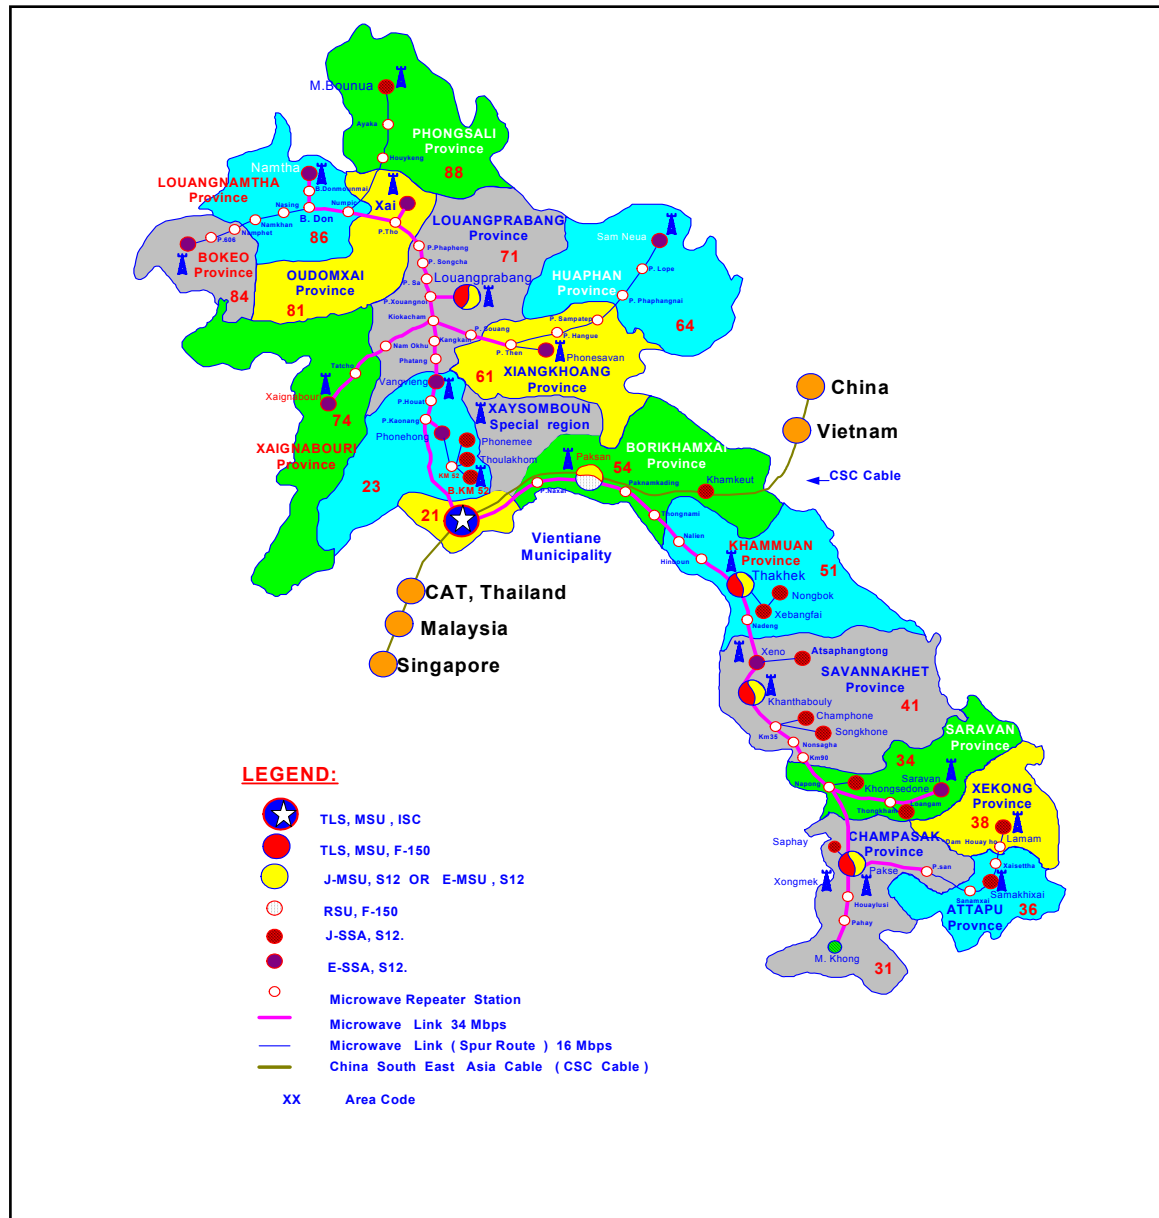 M.Bounua
Ayaka
PHONGSALI
Province
Houykeng
88
Namtha
LOUANGNAMTHA
Province
B.Donmounmai
Nasing
Numpic
Xai
Namkhan
B. Don
P.Tho
Namphet
P.606
86
BOKEO
Province
84
OUDOMXAI
Province
81
LOUANGPRABANG
Province
71
P.Phapheng
P. Songcha
P. Sa
Louangprabang
P.Xouangnoi
Kiokacham
Sam Neua
P. Lope
HUAPHAN
Province
P. Phaphangnai
64
P. Sampatep
P. Souang
P. Hangue
Kangkam
Nam Okhu
P. Then
Phonesavan
Phatang
61
XIANGKHOANG
Province
Tatcho
Xaignabouri
74
XAIGNABOURI
Province
Vangvieng
P.Houat
P.Kaonang
XAYSOMBOUN
Special region
Phonehong
Phonemee
Thoulakhom
KM 52
B.KM 52
23
21
Vientiane
Municipality
BORIKHAMXAI
Province
Paksan
54
P.Naxai
Paknamkading
Khamkeut
China
Vietnam
CSC Cable
Thongnami
Nalien
Hinboun
KHAMMUAN
Province
51
Thakhek
Nongbok
Xebangfai
Nadeng
CAT, Thailand
Malaysia
Singapore
Xeno
Atsaphangtong
SAVANNAKHET
Province
41
Khanthabouly
Champhone
Songkhone
Km35
Nonsagha
Km90
SARAVAN
Province
34
Napong
Khongsedone
Saravan
Thongkham
Loangam
XEKONG
Province
38
Lamam
Dam Houay ho
CHAMPASAK
Province
Saphay
Pakse
P.san
Xaisettha
Xongmek
Samakhixai
Sanamxai
ATTAPU
Provnce
36
Houaylusi
Pahay
M. Khong
31
LEGEND:
TLS, MSU , ISC
TLS, MSU, F-150
J-MSU, S12 OR E-MSU , S12
RSU, F-150
J-SSA, S12.
E-SSA, S12.
Microwave Repeater Station
Microwave Link 34 Mbps
Microwave Link ( Spur Route ) 16 Mbps
China South East Asia Cable ( CSC Cable )
XX Area Code